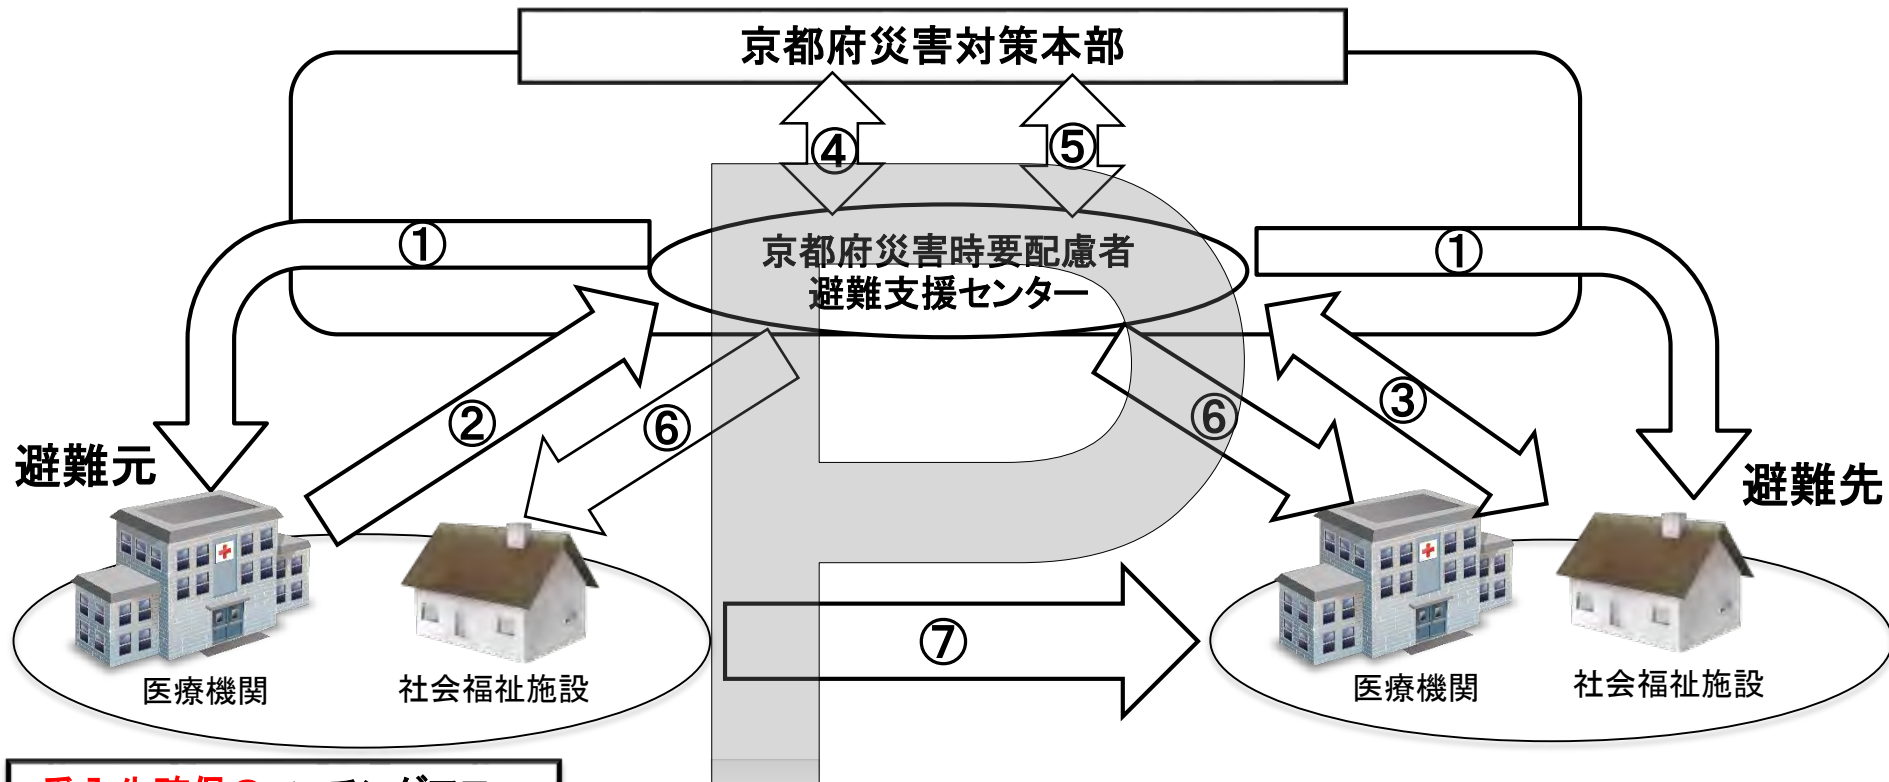 京都府災害対策本部
④
⑤
①
京都府災害時要配慮者
避難支援センター
①
②
⑥
⑥
③
避難元
避難先
⑦
医療機関
社会福祉施設
医療機関
社会福祉施設
P